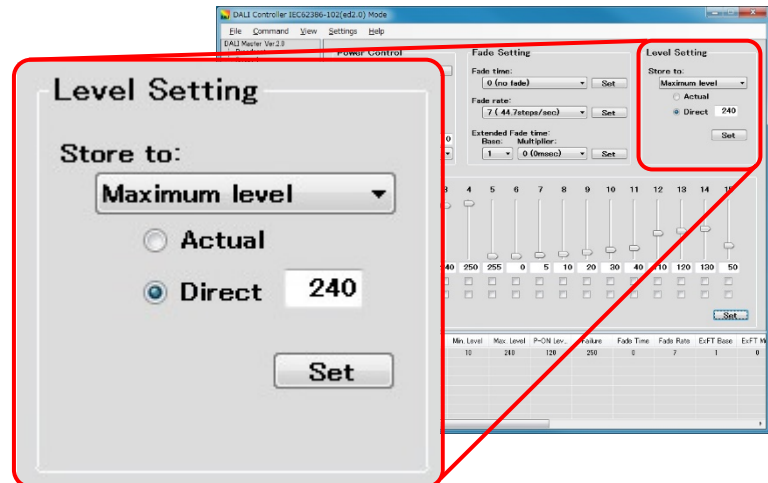 DALI Controller IEC62386-102(ed2.0) Mode
File Command View Settings Help
DALI Master Ver.2.0
Power Control
Fade Setting
Fade time:
0 (no fade)
Set
Fade rate:
7 ( 44.7steps/sec)
Set
Extended Fade time:
Base: Multiplier:
1 0 (0msec) Set
Level Setting
Store to:
Maximum level
Actual
Direct 240
Set
Level Setting
Store to:
Maximum level
Actual
Direct 240
Set
0
3 4 5 6 7 8 9 10 11 12 13 14 15
240 250 255 0 5 10 20 30 40 110 120 130 50
Set
Min. Level Max. Level P-ON Lev... Failure Fade Time Fade Rate ExFT Base ExFT M
10 240 120 250 0 7 1 0